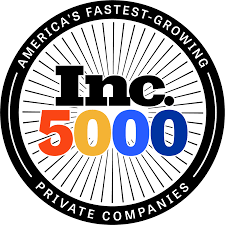 AMERICA'S FASTEST-GROWING
Inc.
5000
PRIVATE COMPANIES